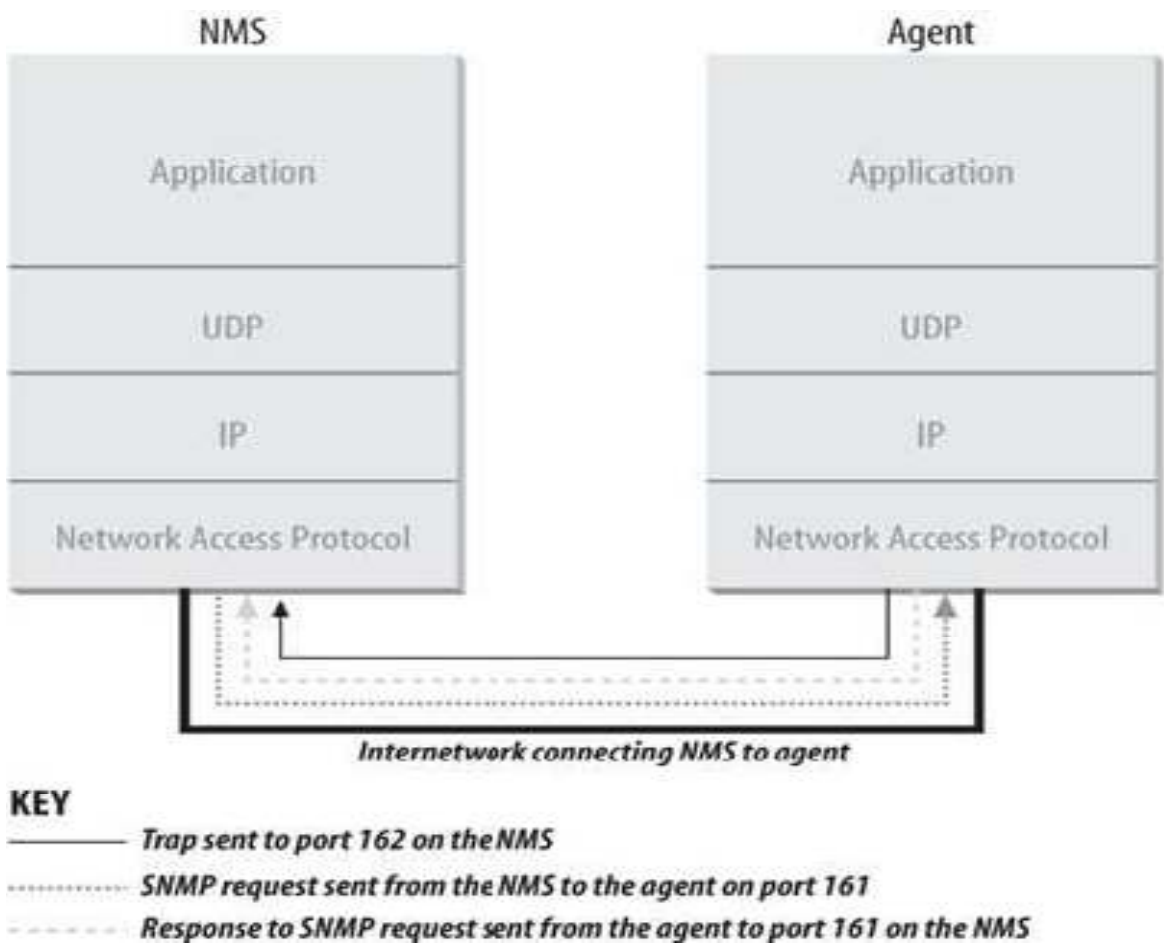 NMS
Agent
Application
Application
UDP
UDP
IP
IP
Network Access Protocol
Network Access Protocol
Internetwork connecting NMS to agent
KEY
Trap sent to port 162 on the NMS
SNMP request sent from the NMS to the agent on port 161
Response to SNMP request sent from the agent to port 161 on the NMS